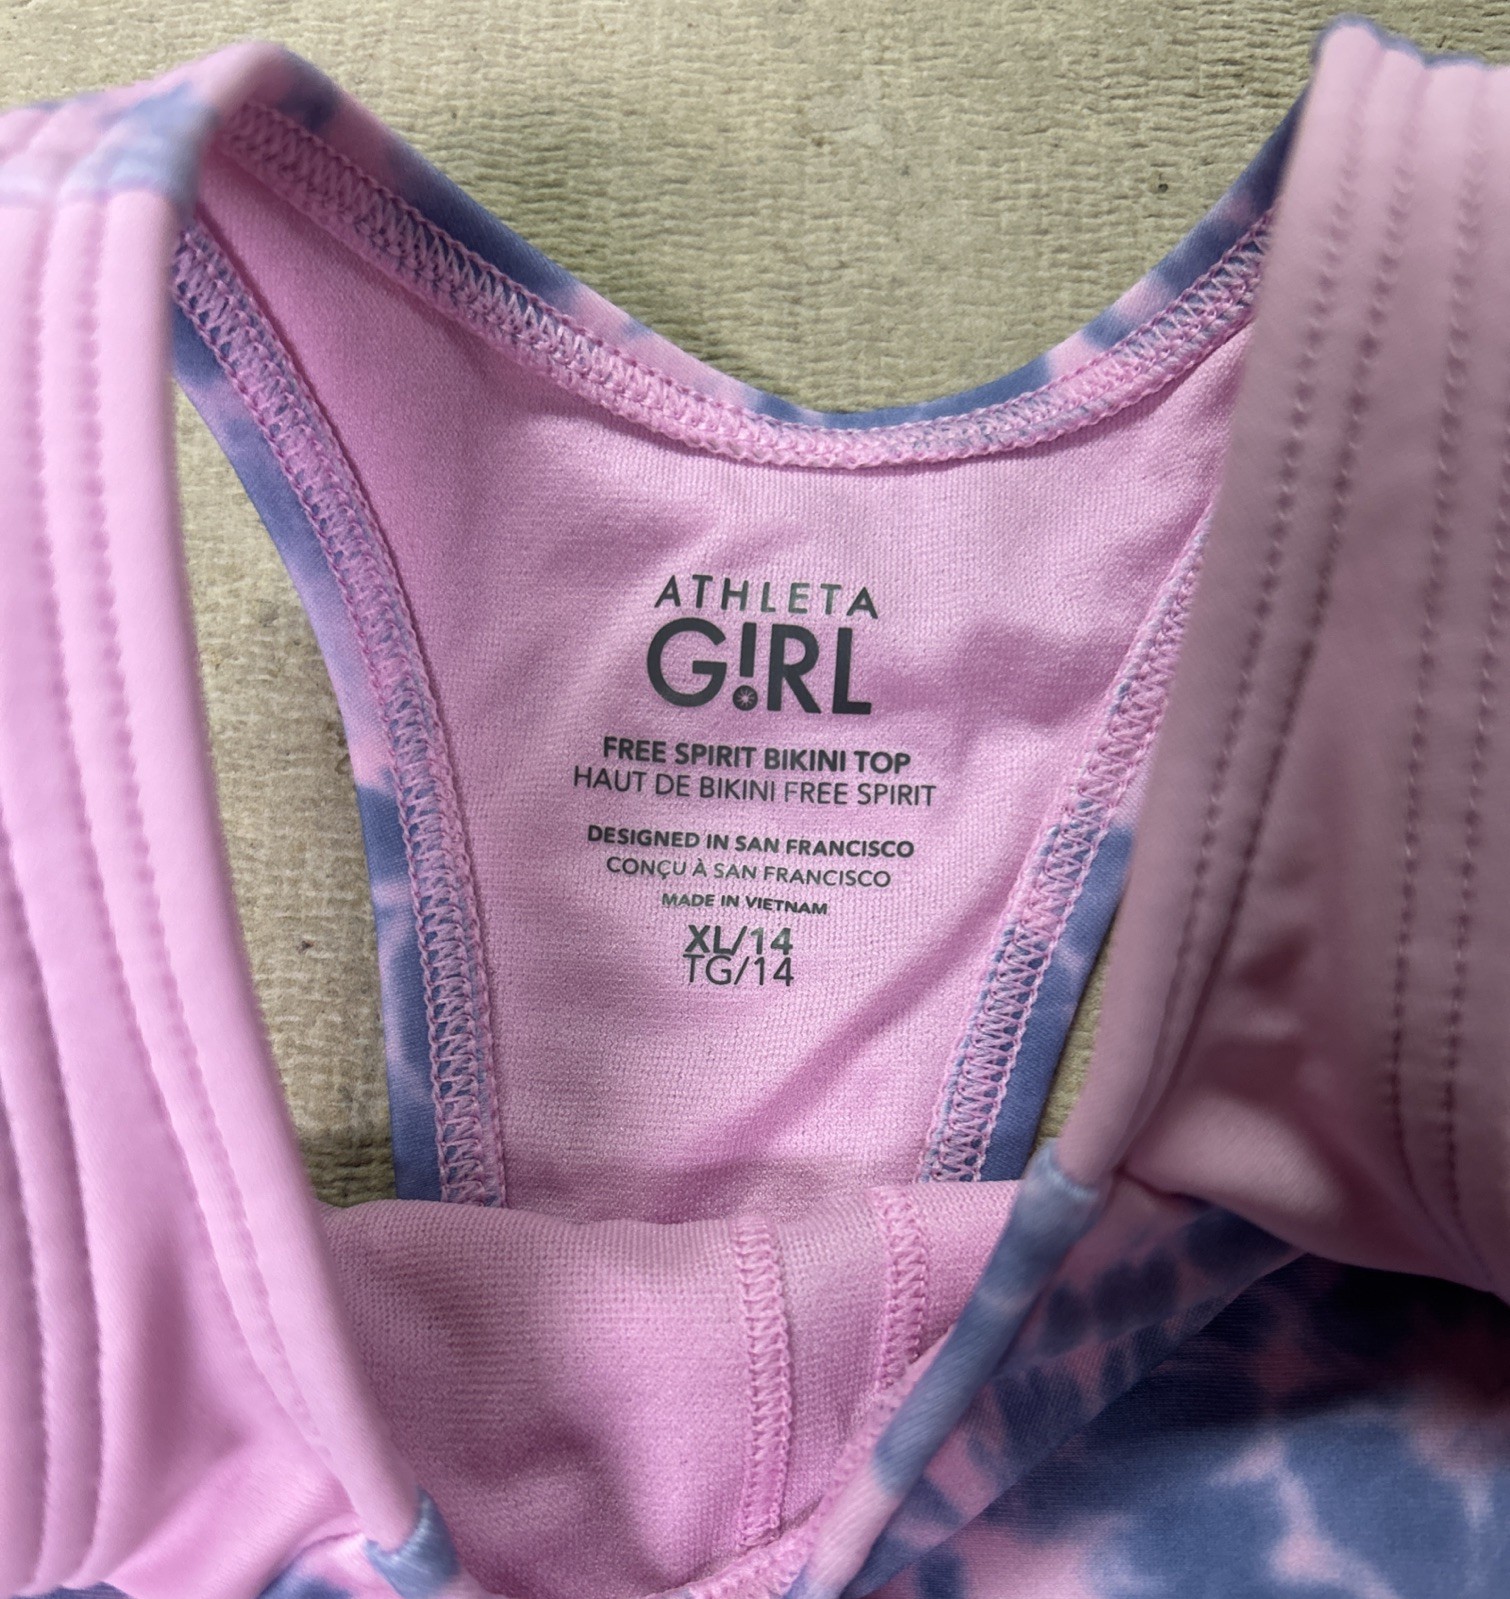 ATHLETA
G!RL
FREE SPIRIT BIKINI TOP
HAUT DE BIKINI FREE SPIRIT
DESIGNED IN SAN FRANCISCO
CONÇU À SAN FRANCISCO
MADE IN VIETNAM
XL/14
TG/14